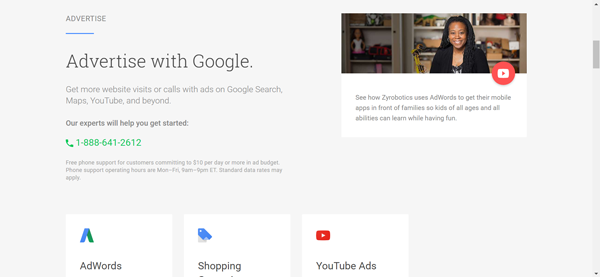 ADVERTISE
Advertise with Google.
Get more website visits or calls with ads on Google Search,
Maps, YouTube, and beyond.
Our experts will help you get started:
1-888-641-2612
Free phone support for customers committing to $10 per day or more in ad budget.
Phone support operating hours are Mon–Fri, 9am–9pm ET. Standard data rates may
apply.
See how Zyrobotics uses AdWords to get their mobile
apps in front of families so kids of all ages and all
abilities can learn while having fun.
AdWords
Shopping
YouTube Ads